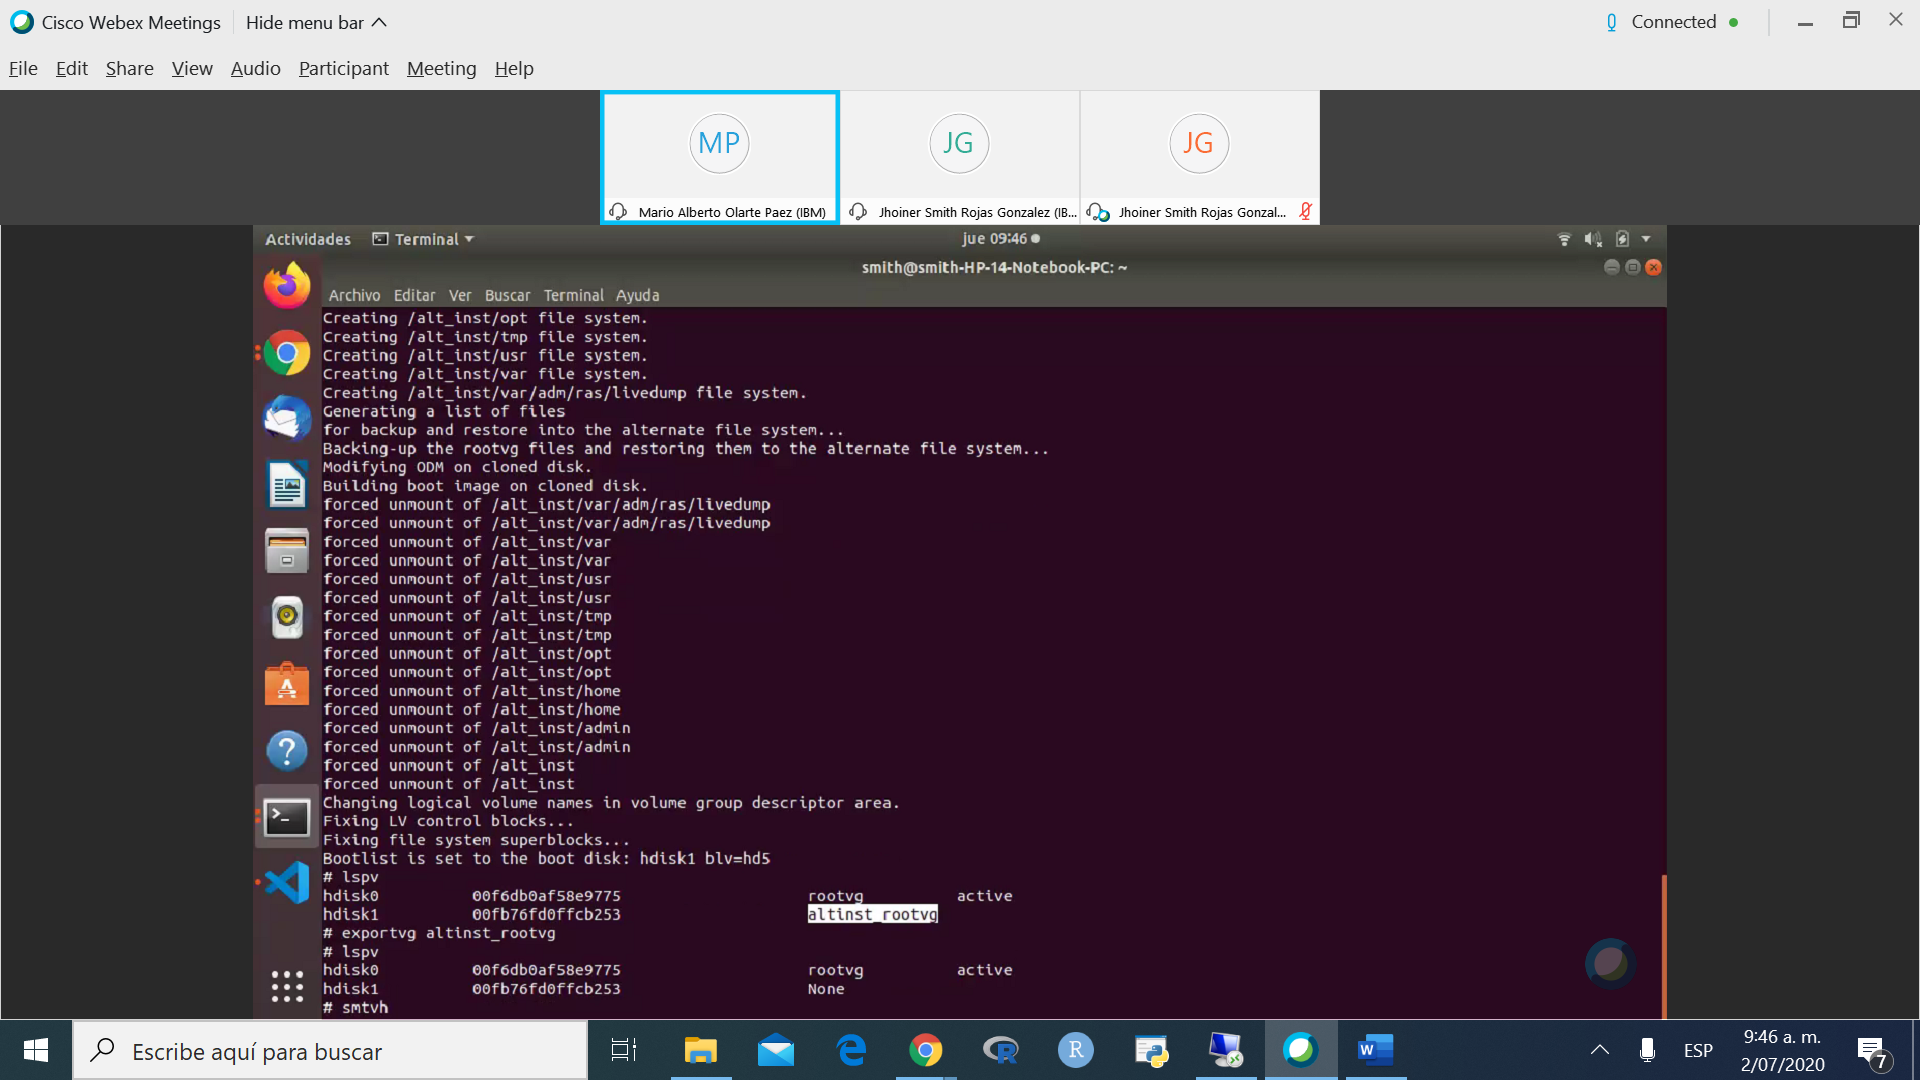 Cisco Webex Meetings Hide menu bar Connected
File Edit Share View Audio Participant Meeting Help
MP JG JG
Mario Alberto Olarte Paez (IBM) Jhoiner Smith Rojas Gonzalez (IB... Jhoiner Smith Rojas Gonzal...
Actividades Terminal jue 09:46
smith@smith-HP-14-Notebook-PC: ~
Archivo Editar Ver Buscar Terminal Ayuda
Creating /alt_inst/opt file system.
Creating /alt_inst/tmp file system.
Creating /alt_inst/usr file system.
Creating /alt_inst/var file system.
Creating /alt_inst/var/adm/ras/livedump file system.
Generating a list of files
for backup and restore into the alternate file system...
Backing-up the rootvg files and restoring them to the alternate file system...
Modifying ODM on cloned disk.
Building boot image on cloned disk.
forced unmount of /alt_inst/var/adm/ras/livedump
forced unmount of /alt_inst/var/adm/ras/livedump
forced unmount of /alt_inst/var
forced unmount of /alt_inst/var
forced unmount of /alt_inst/usr
forced unmount of /alt_inst/usr
forced unmount of /alt_inst/tmp
forced unmount of /alt_inst/tmp
forced unmount of /alt_inst/opt
forced unmount of /alt_inst/opt
forced unmount of /alt_inst/home
forced unmount of /alt_inst/home
forced unmount of /alt_inst/admin
forced unmount of /alt_inst/admin
forced unmount of /alt_inst
forced unmount of /alt_inst
Changing logical volume names in volume group descriptor area.
Fixing LV control blocks...
Fixing file system superblocks...
Bootlist is set to the boot disk: hdisk1 blv=hd5
# lspv
hdisk0 00f6db0af58e9775 rootvg active
hdisk1 00fb76fd0ffcb253 altinst_rootvg
# exportvg altinst_rootvg
# lspv
hdisk0 00f6db0af58e9775 rootvg active
hdisk1 00fb76fd0ffcb253 None
# smtvh
Escribe aquí para buscar
ESP
9:46 a. m.
2/07/2020
7